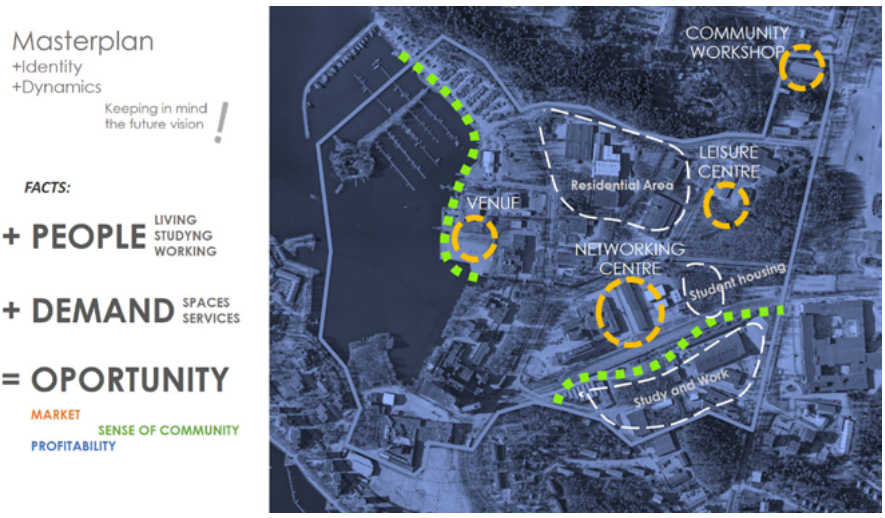 Masterplan
+Identity
+Dynamics
Keeping in mind
the future vision !
FACTS:
+ PEOPLE LIVING
STUDYNG
WORKING
+ DEMAND SPACES
SERVICES
= OPORTUNITY
MARKET
SENSE OF COMMUNITY
PROFITABILITY
COMMUNITY
WORKSHOP
LEISURE
CENTRE
Residential Area
VENUE
NETWORKING
CENTRE
Student housing
Study and Work